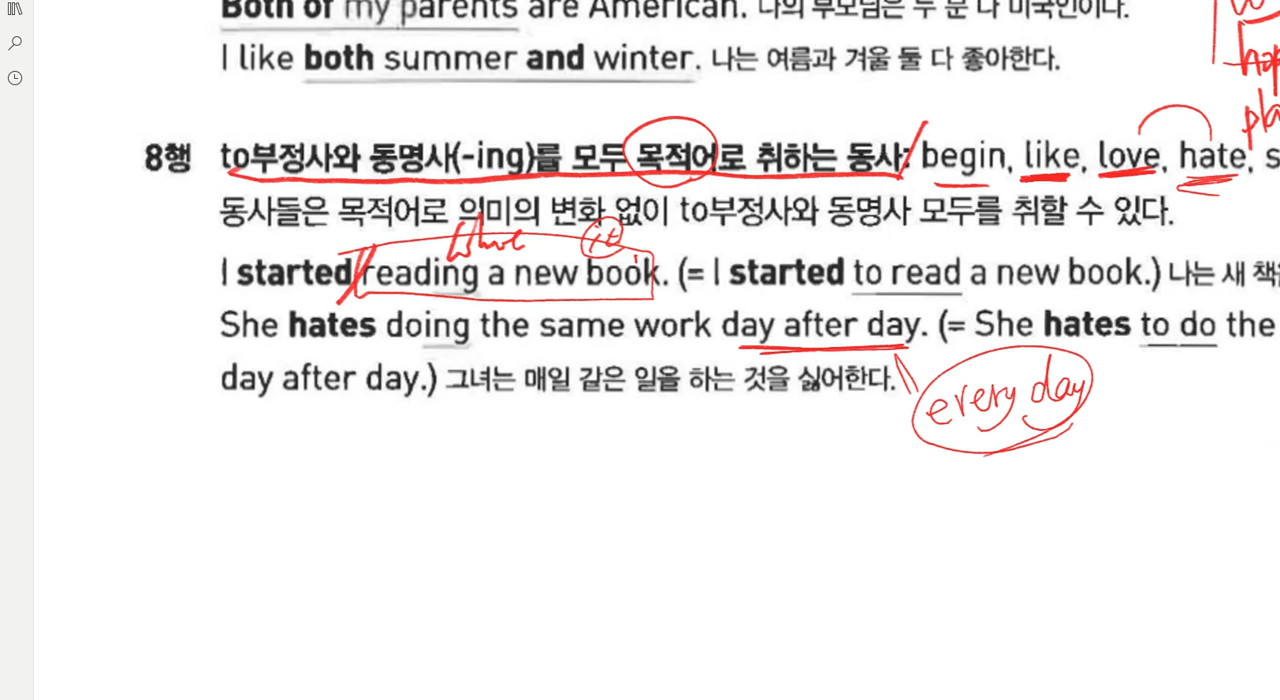 Both of my parents are American. 나의 부모님은 두 분 다 미국인이다.
I like both summer and winter. 나는 여름과 겨울 둘 다 좋아한다.
8행 to부정사와 동명사(-ing)를 모두 목적어로 취하는 동사: begin, like, love, hate, s
동사들은 목적어로 의미의 변화 없이 to부정사와 동명사 모두를 취할 수 있다.
it
I started reading a new book. (= I started to read a new book.) 나는 새 책
She hates doing the same work day after day. (= She hates to do the
day after day.) 그녀는 매일 같은 일을 하는 것을 싫어한다.
every day